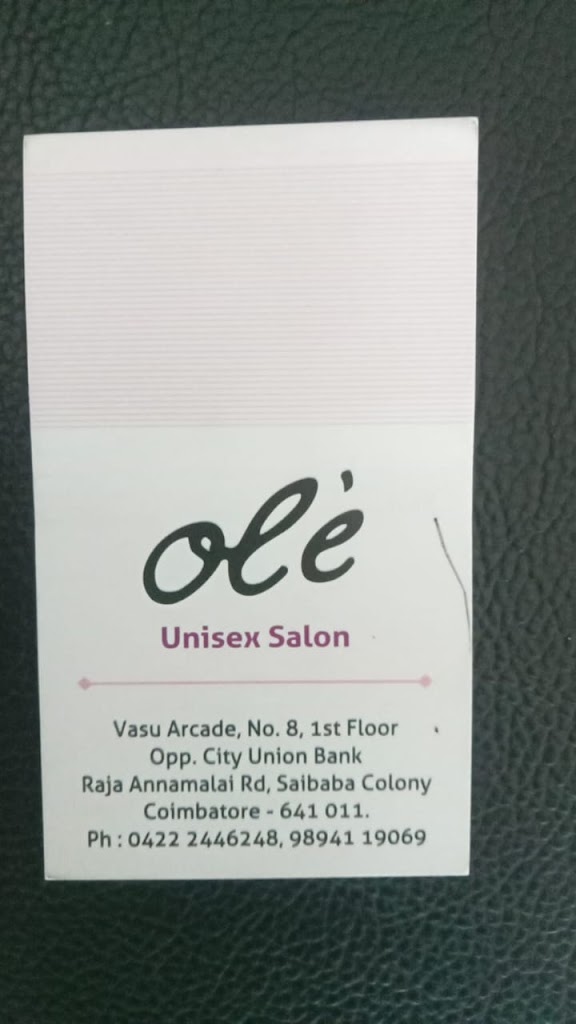 olè
Unisex Salon
Vasu Arcade, No. 8, 1st Floor
Opp. City Union Bank
Raja Annamalai Rd, Saibaba Colony
Coimbatore - 641 011.
Ph : 0422 2446248, 98941 19069